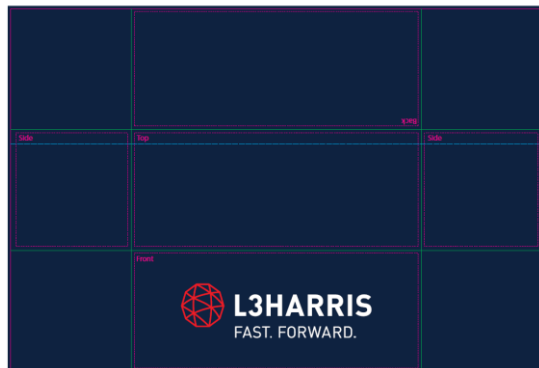 Back
Side
Top
Side
Front
L3HARRIS
FAST. FORWARD.